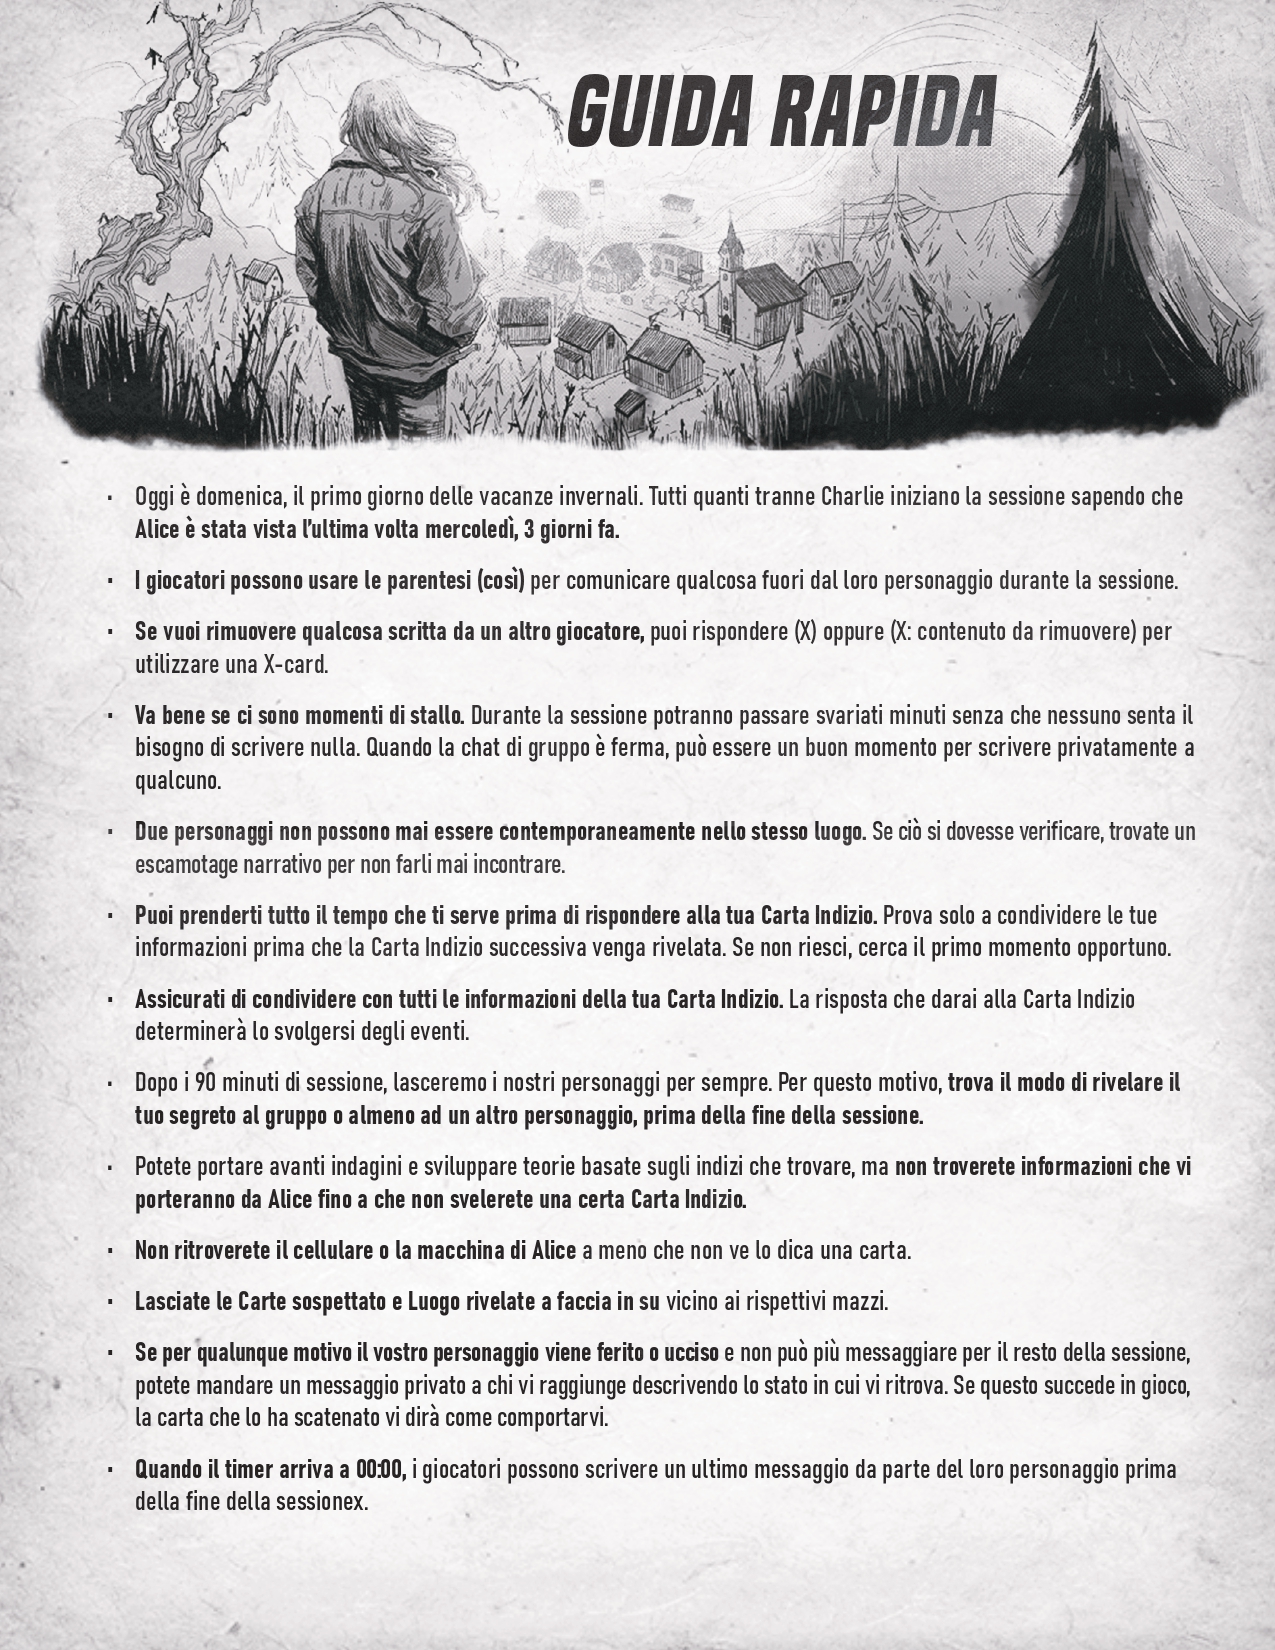 GUIDA RAPIDA
· Oggi è domenica, il primo giorno delle vacanze invernali. Tutti quanti tranne Charlie iniziano la sessione sapendo che
Alice è stata vista l'ultima volta mercoledì, 3 giorni fa.
· I giocatori possono usare le parentesi (così) per comunicare qualcosa fuori dal loro personaggio durante la sessione.
· Se vuoi rimuovere qualcosa scritta da un altro giocatore, puoi rispondere (X) oppure (X: contenuto da rimuovere) per
utilizzare una X-card.
· Va bene se ci sono momenti di stallo. Durante la sessione potranno passare svariati minuti senza che nessuno senta il
bisogno di scrivere nulla. Quando la chat di gruppo è ferma, può essere un buon momento per scrivere privatamente a
qualcuno.
· Due personaggi non possono mai essere contemporaneamente nello stesso luogo. Se ciò si dovesse verificare, trovate un
escamotage narrativo per non farli mai incontrare.
· Puoi prenderti tutto il tempo che ti serve prima di rispondere alla tua Carta Indizio. Prova solo a condividere le tue
informazioni prima che la Carta Indizio successiva venga rivelata. Se non riesci, cerca il primo momento opportuno.
· Assicurati di condividere con tutti le informazioni della tua Carta Indizio. La risposta che darai alla Carta Indizio
determinerà lo svolgersi degli eventi.
· Dopo i 90 minuti di sessione, lasceremo i nostri personaggi per sempre. Per questo motivo, trova il modo di rivelare il
tuo segreto al gruppo o almeno ad un altro personaggio, prima della fine della sessione.
· Potete portare avanti indagini e sviluppare teorie basate sugli indizi che trovare, ma non troverete informazioni che vi
porteranno da Alice fino a che non svelerete una certa Carta Indizio.
· Non ritroverete il cellulare o la macchina di Alice a meno che non ve lo dica una carta.
· Lasciate le Carte sospettato e Luogo rivelate a faccia in su vicino ai rispettivi mazzi.
· Se per qualunque motivo il vostro personaggio viene ferito o ucciso e non può più messaggiare per il resto della sessione,
potete mandare un messaggio privato a chi vi raggiunge descrivendo lo stato in cui vi ritrova. Se questo succede in gioco,
la carta che lo ha scatenato vi dirà come comportarvi.
· Quando il timer arriva a 00:00, i giocatori possono scrivere un ultimo messaggio da parte del loro personaggio prima
della fine della sessionex.